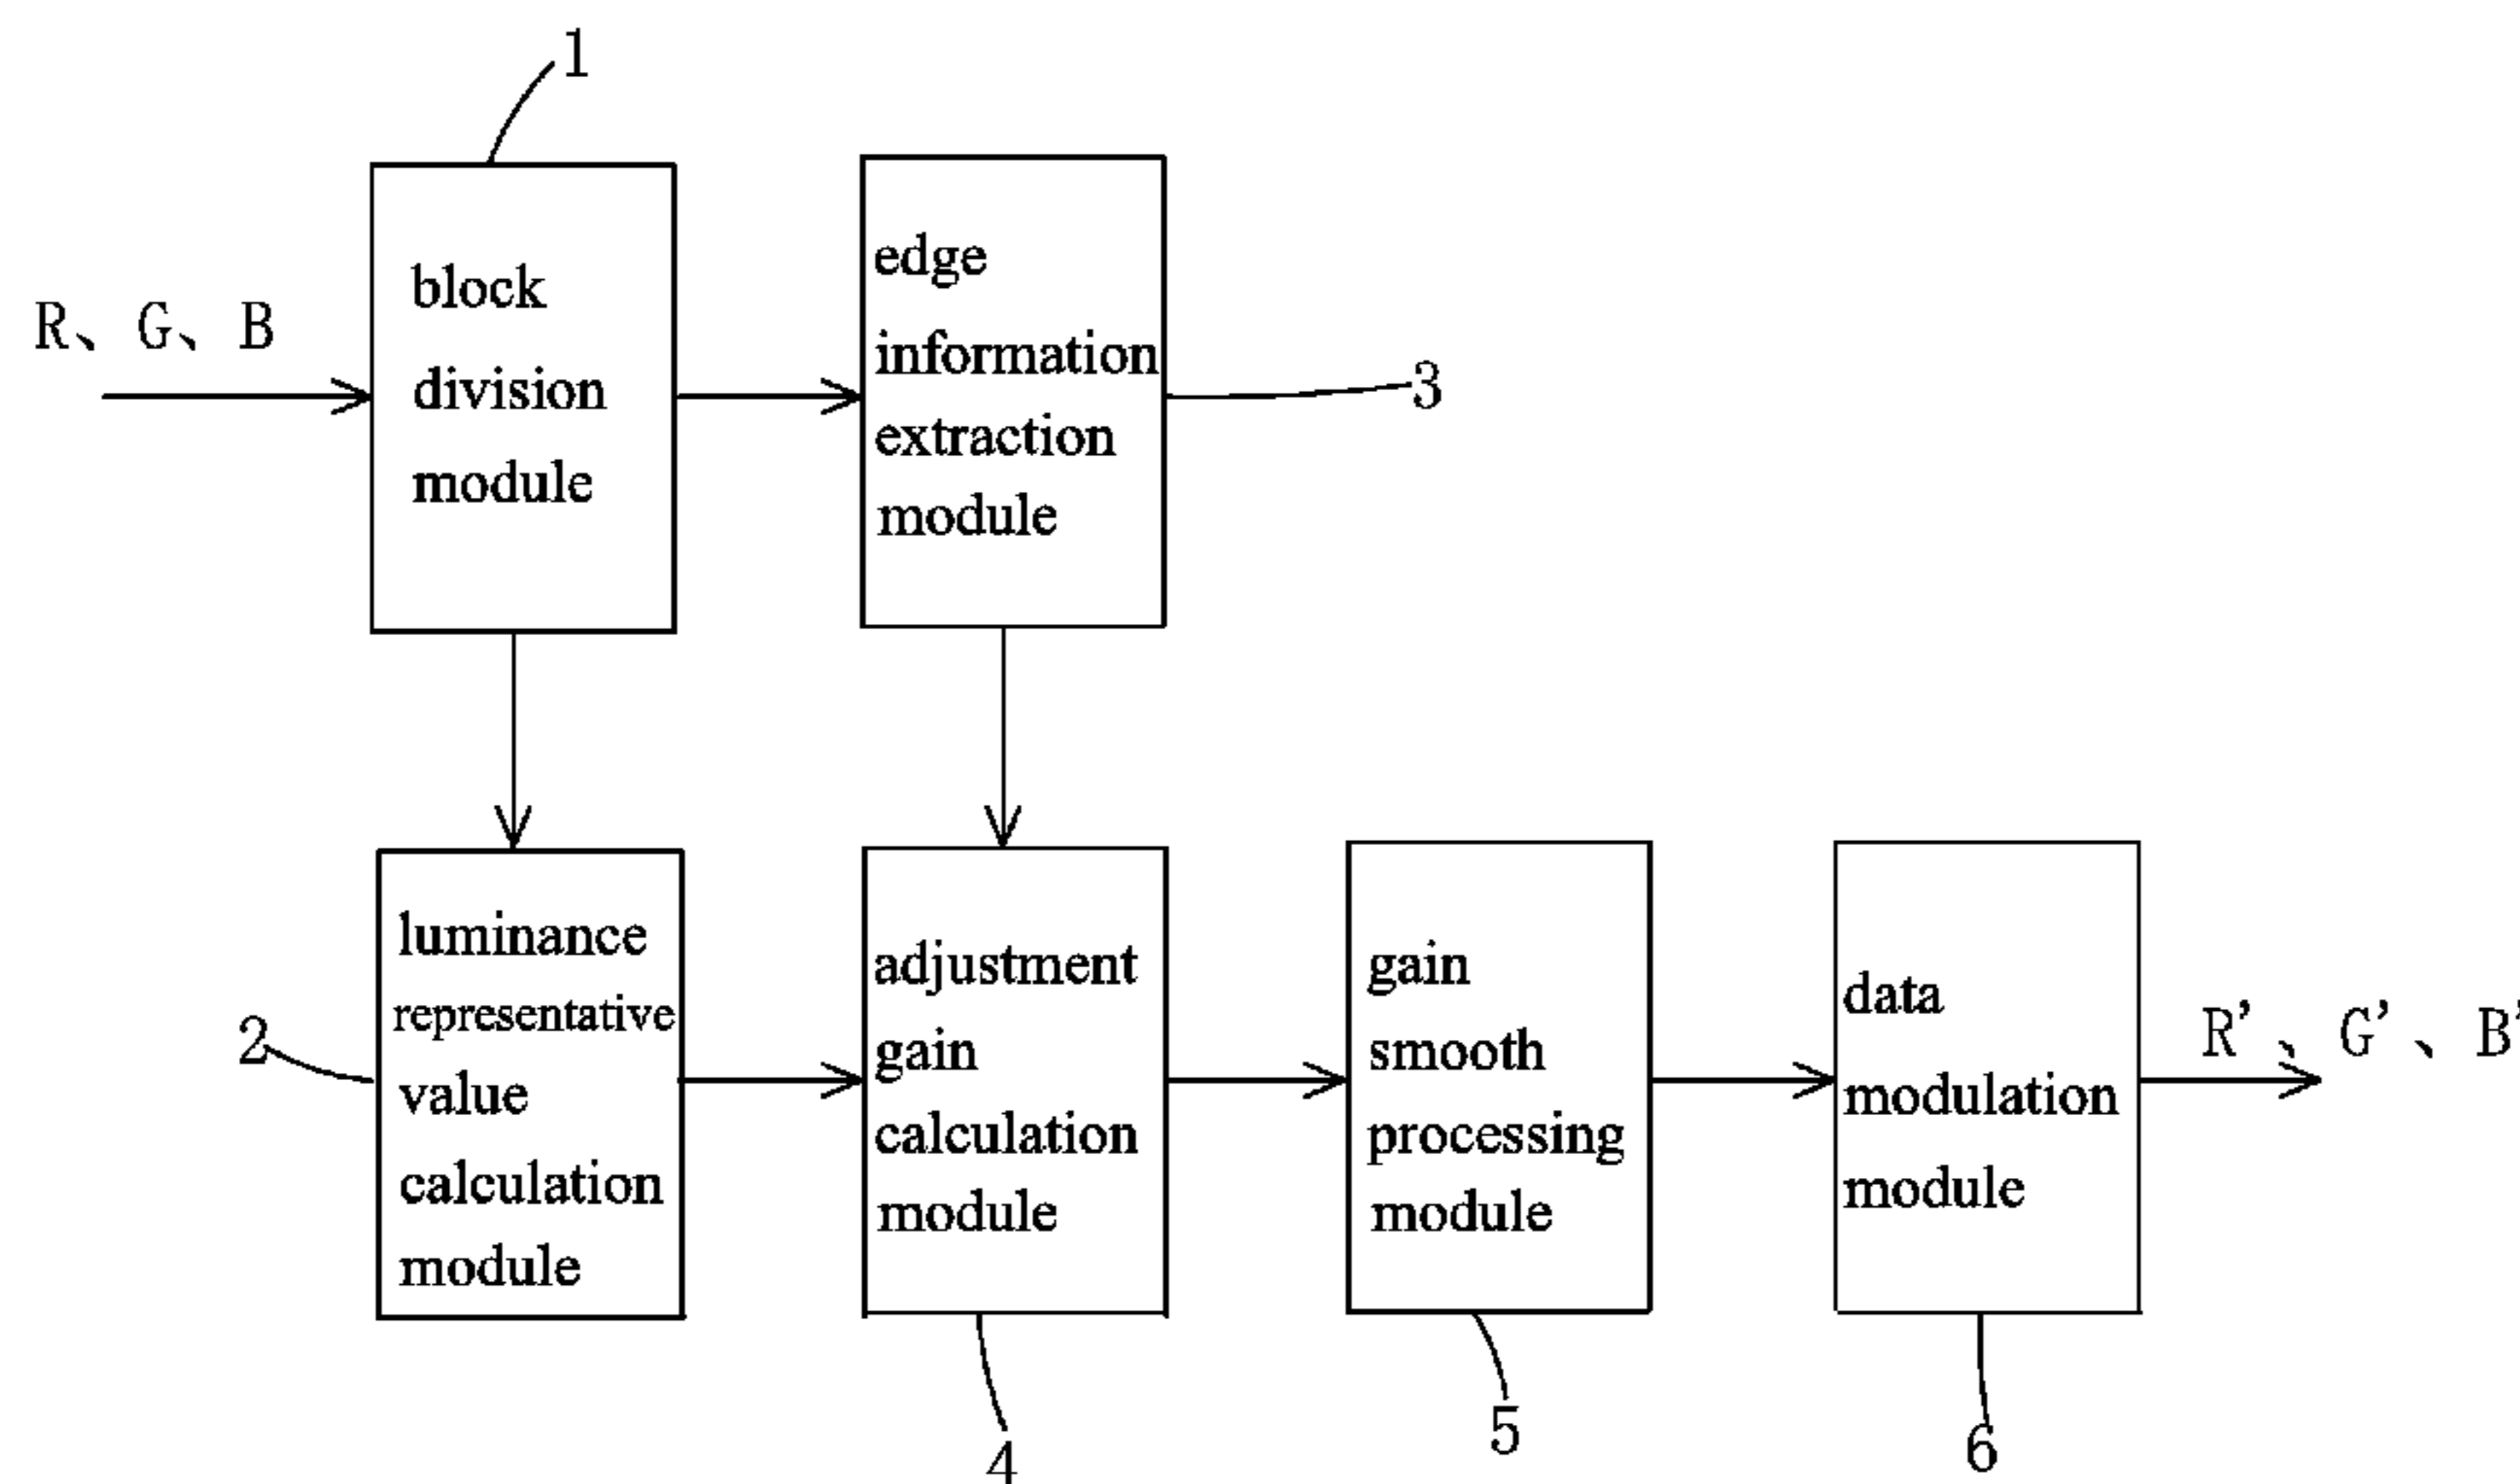 1
R、G、B
block
division
module
edge
information
extraction
module
3
2
luminance
representative
value
calculation
module
adjustment
gain
calculation
module
4
gain
smooth
processing
module
5
data
modulation
module
6
R'、G'、B'